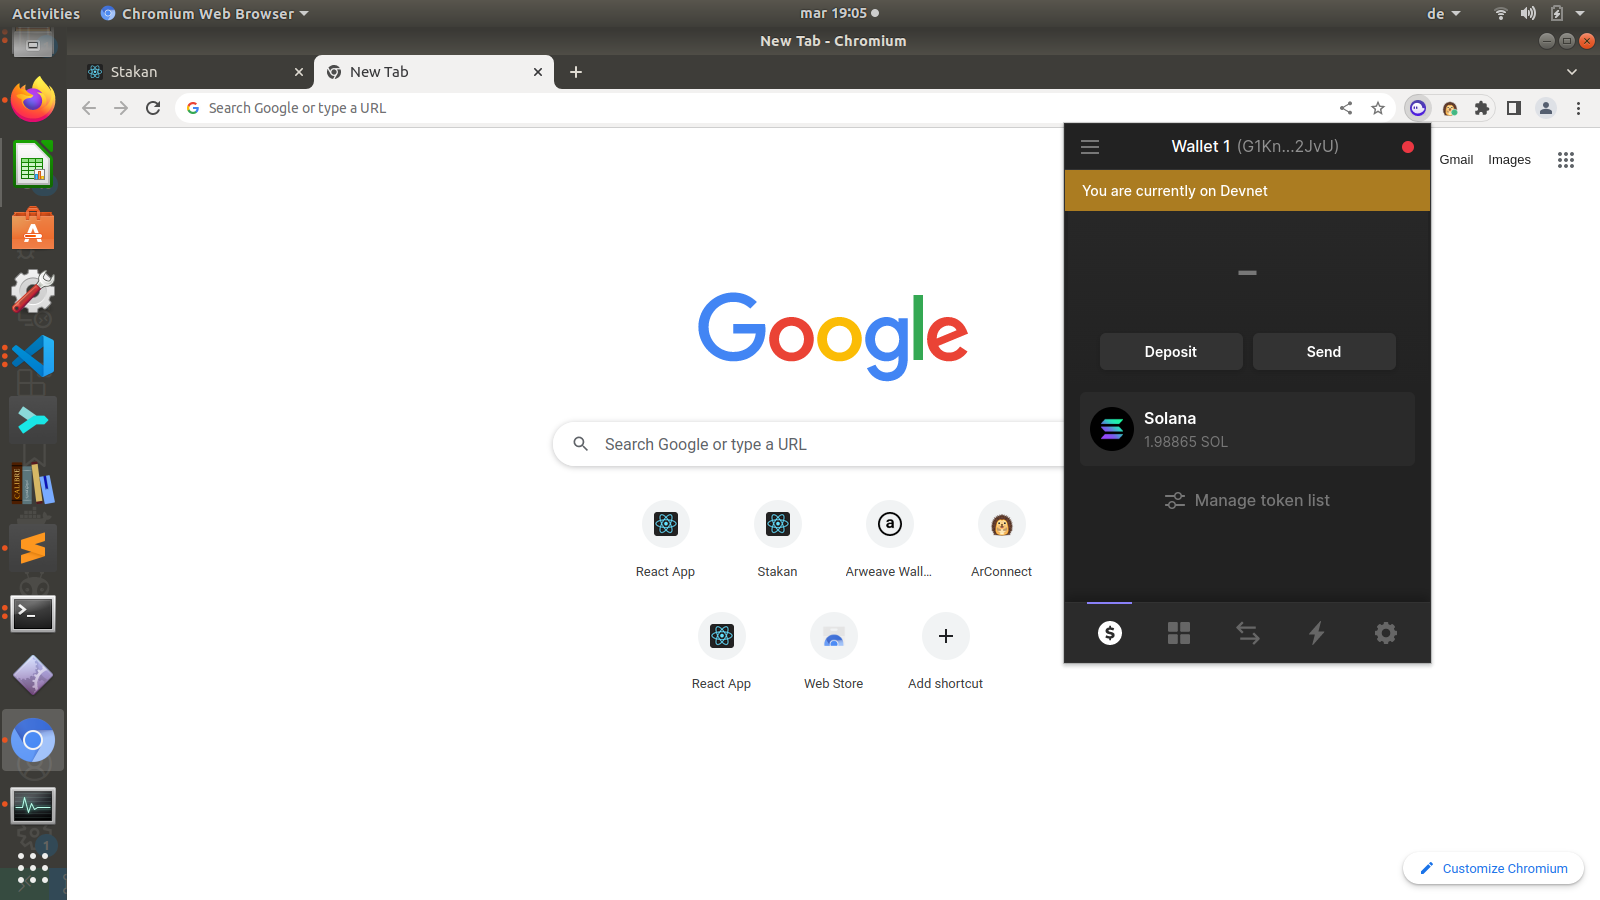 Activities
Chromium Web Browser
mar 19:05
de
New Tab - Chromium
Stakan
New Tab
Search Google or type a URL
Wallet 1 (G1Kn...2JvU)
Gmail
Images
You are currently on Devnet
Google
Deposit
Send
Search Google or type a URL
Solana
1.98865 SOL
Manage token list
React App
Stakan
Arweave Wall...
ArConnect
React App
Web Store
Add shortcut
CALIBRE
1
Customize Chromium